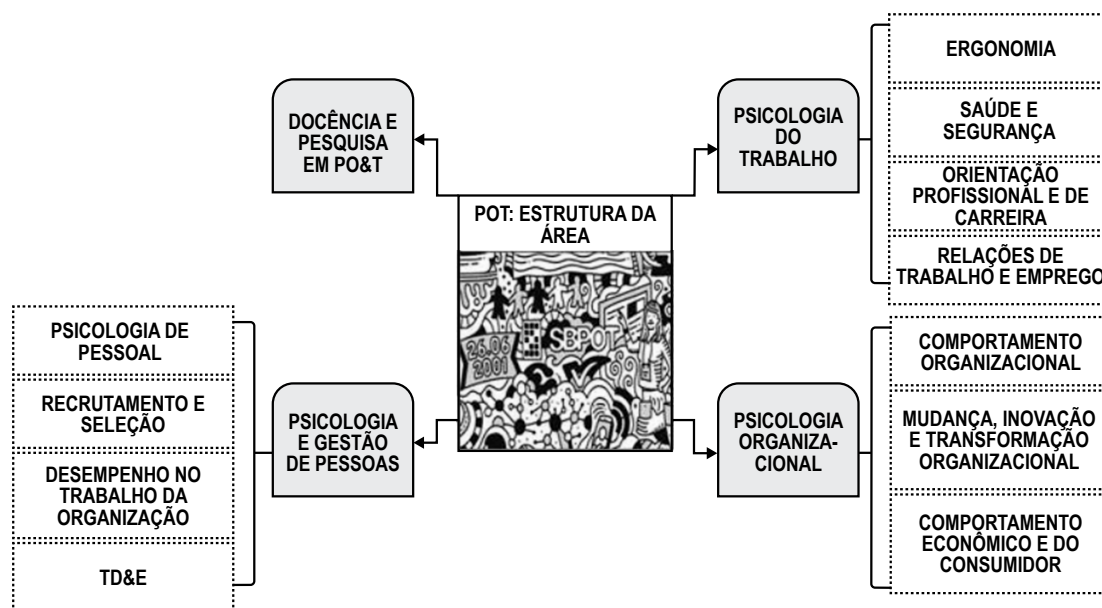 DOCÊNCIA E
PESQUISA
EM PO&T
PSICOLOGIA
DO
TRABALHO
ERGONOMIA
SAÚDE E
SEGURANÇA
ORIENTAÇÃO
PROFISSIONAL E DE
CARREIRA
RELAÇÕES DE
TRABALHO E EMPREGO
POT: ESTRUTURA DA
ÁREA
SBPOT
26.06
2001
PSICOLOGIA DE
PESSOAL
RECRUTAMENTO E
SELEÇÃO
DESEMPENHO NO
TRABALHO DA
ORGANIZAÇÃO
TD&E
PSICOLOGIA
E GESTÃO
DE PESSOAS
PSICOLOGIA
ORGANIZA-
CIONAL
COMPORTAMENTO
ORGANIZACIONAL
MUDANÇA, INOVAÇÃO
E TRANSFORMAÇÃO
ORGANIZACIONAL
COMPORTAMENTO
ECONÔMICO E DO
CONSUMIDOR